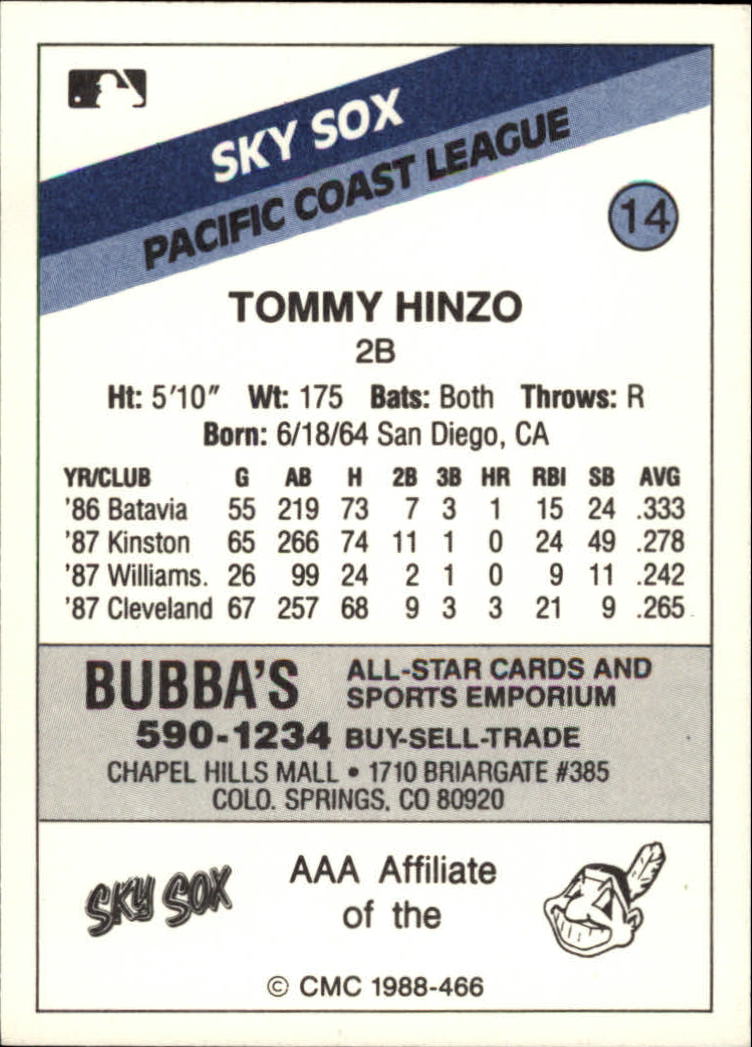 SKY SOX
PACIFIC COAST LEAGUE
14
TOMMY HINZO
2B
Ht: 5'10" Wt: 175 Bats: Both Throws: R
Born: 6/18/64 San Diego, CA
YR/CLUB G AB H 2B 3B HR RBI SB AVG
'86 Batavia 55 219 73 7 3 1 15 24 .333
'87 Kinston 65 266 74 11 1 0 24 49 .278
'87 Williams. 26 99 24 2 1 0 9 11 .242
'87 Cleveland 67 257 68 9 3 3 21 9 .265
BUBBA'S ALL-STAR CARDS AND
SPORTS EMPORIUM
590-1234 BUY-SELL-TRADE
CHAPEL HILLS MALL • 1710 BRIARGATE #385
COLO. SPRINGS, CO 80920
SKY SOX
AAA Affiliate
of the
© CMC 1988-466